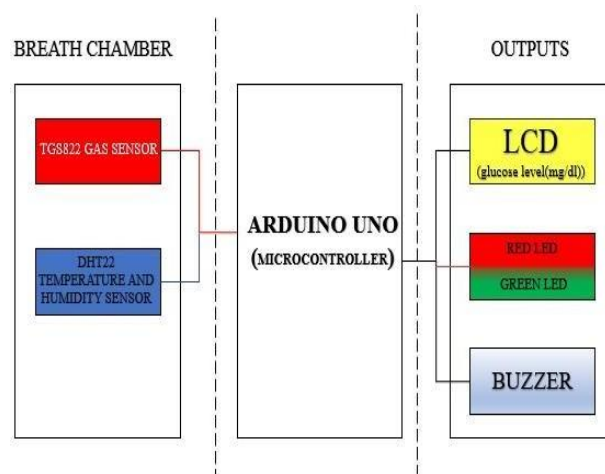 BREATH CHAMBER
TGS822 GAS SENSOR
DHT22
TEMPERATURE AND
HUMIDITY SENSOR
ARDUINO UNO
(MICROCONTROLLER)
OUTPUTS
LCD
(glucose level(mg/dl))
RED LED
GREEN LED
BUZZER